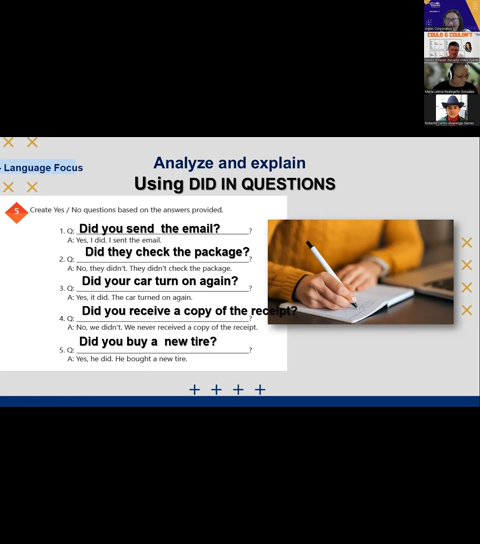 COULD & COULDN'T
- Language Focus
Analyze and explain
Using DID IN QUESTIONS
5 Create Yes / No questions based on the answers provided.
1. Q: Did you send the email? ?
A: Yes, I did. I sent the email.
2. Q: Did they check the package? ?
A: No, they didn't. They didn't check the package.
3. Q: Did your car turn on again? ?
A: Yes, it did. The car turned on again.
4. Q: Did you receive a copy of the receipt? ?
A: No, we didn't. We never received a copy of the receipt.
5. Q: Did you buy a new tire? ?
A: Yes, he did. He bought a new tire.